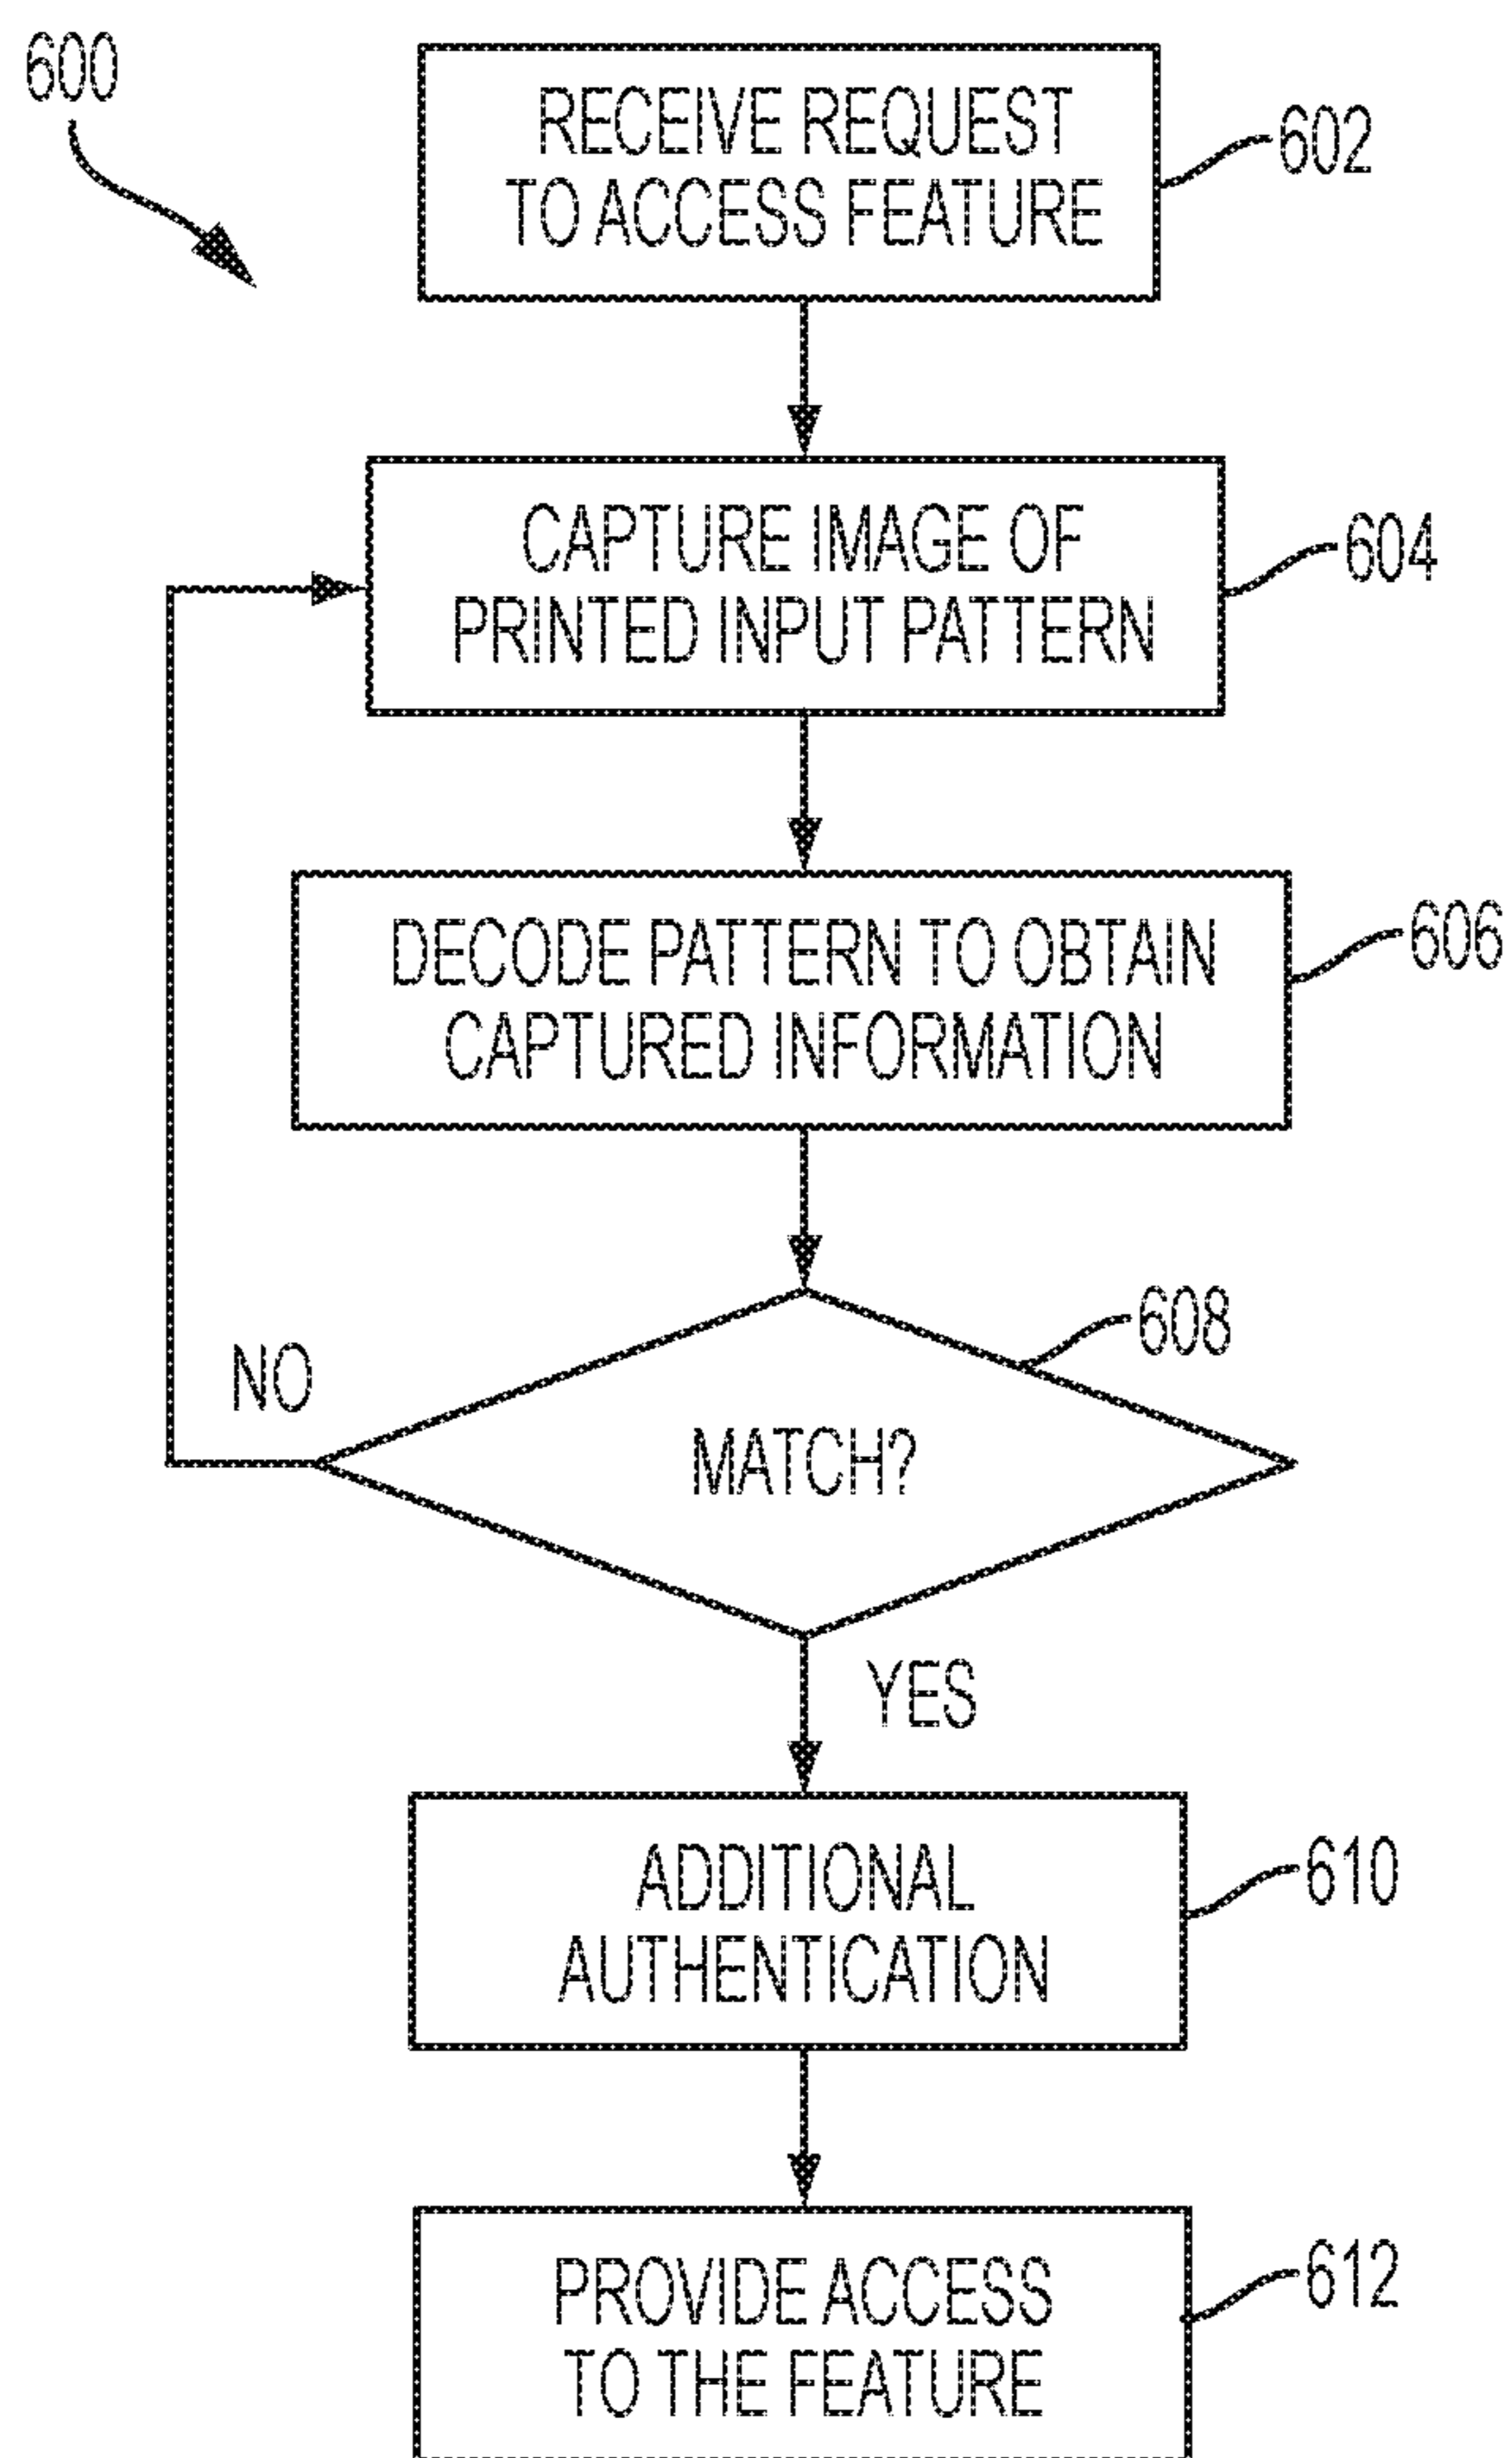 600
RECEIVE REQUEST
TO ACCESS FEATURE
602
CAPTURE IMAGE OF
PRINTED INPUT PATTERN
604
DECODE PATTERN TO OBTAIN
CAPTURED INFORMATION
606
608
NO
MATCH?
YES
ADDITIONAL
AUTHENTICATION
610
PROVIDE ACCESS
TO THE FEATURE
612